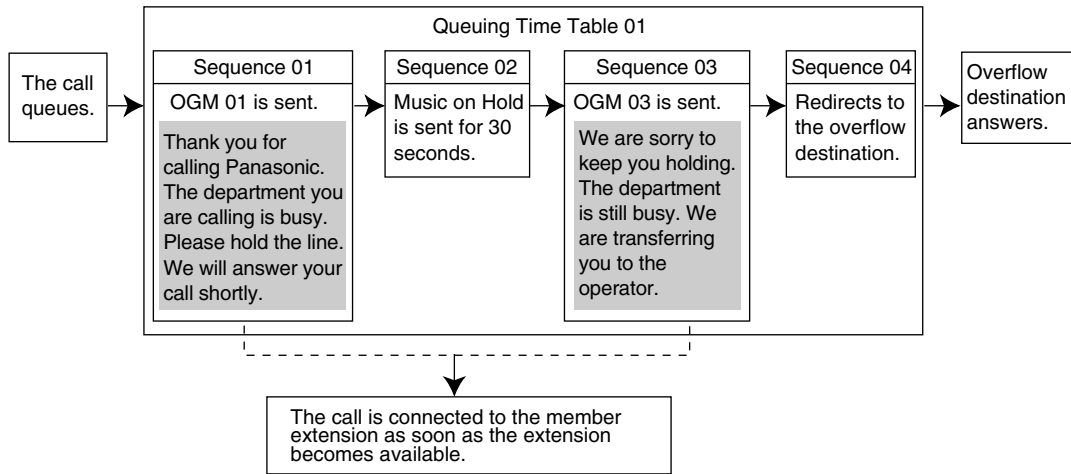 Queuing Time Table 01
The call
queues.
Sequence 01
OGM 01 is sent.
Thank you for
calling Panasonic.
The department you
are calling is busy.
Please hold the line.
We will answer your
call shortly.
Sequence 02
Music on Hold
is sent for 30
seconds.
Sequence 03
OGM 03 is sent.
We are sorry to
keep you holding.
The department
is still busy. We
are transferring
you to the
operator.
Sequence 04
Redirects to
the overflow
destination.
Overflow
destination
answers.
The call is connected to the member
extension as soon as the extension
becomes available.